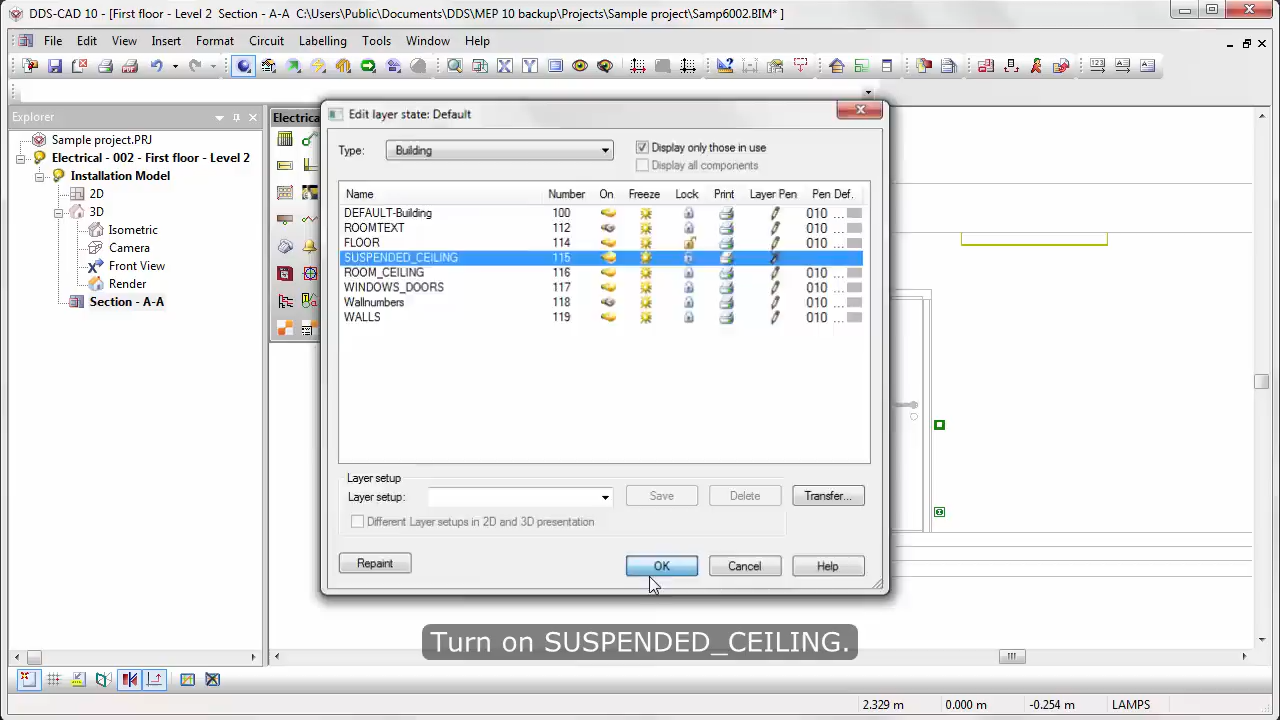 DDS-CAD 10 - [First floor - Level 2 Section - A-A C:\Users\Public\Documents\DDS\MEP 10 backup\Projects\Sample project\Samp6002.BIM* ]
File Edit View Insert Format Circuit Labelling Tools Window Help
Explorer
Sample project.PRJ
Electrical - 002 - First floor - Level 2
Installation Model
2D
3D
Isometric
Camera
Front View
Render
Section - A-A
Electrical
Edit layer state: Default
Type: Building
Display only those in use
Display all components
Name Number On Freeze Lock Print Layer Pen Pen Def.
DEFAULT-Building 100 010 ...
ROOMTEXT 112 010 ...
FLOOR 114 010 ...
SUSPENDED_CEILING 115
ROOM_CEILING 116 010 ...
WINDOWS_DOORS 117 010 ...
Wallnumbers 118 010 ...
WALLS 119 010 ...
Layer setup
Layer setup: Save Delete Transfer...
Different Layer setups in 2D and 3D presentation
Repaint OK Cancel Help
Turn on SUSPENDED_CEILING.
2.329 m 0.000 m -0.254 m LAMPS